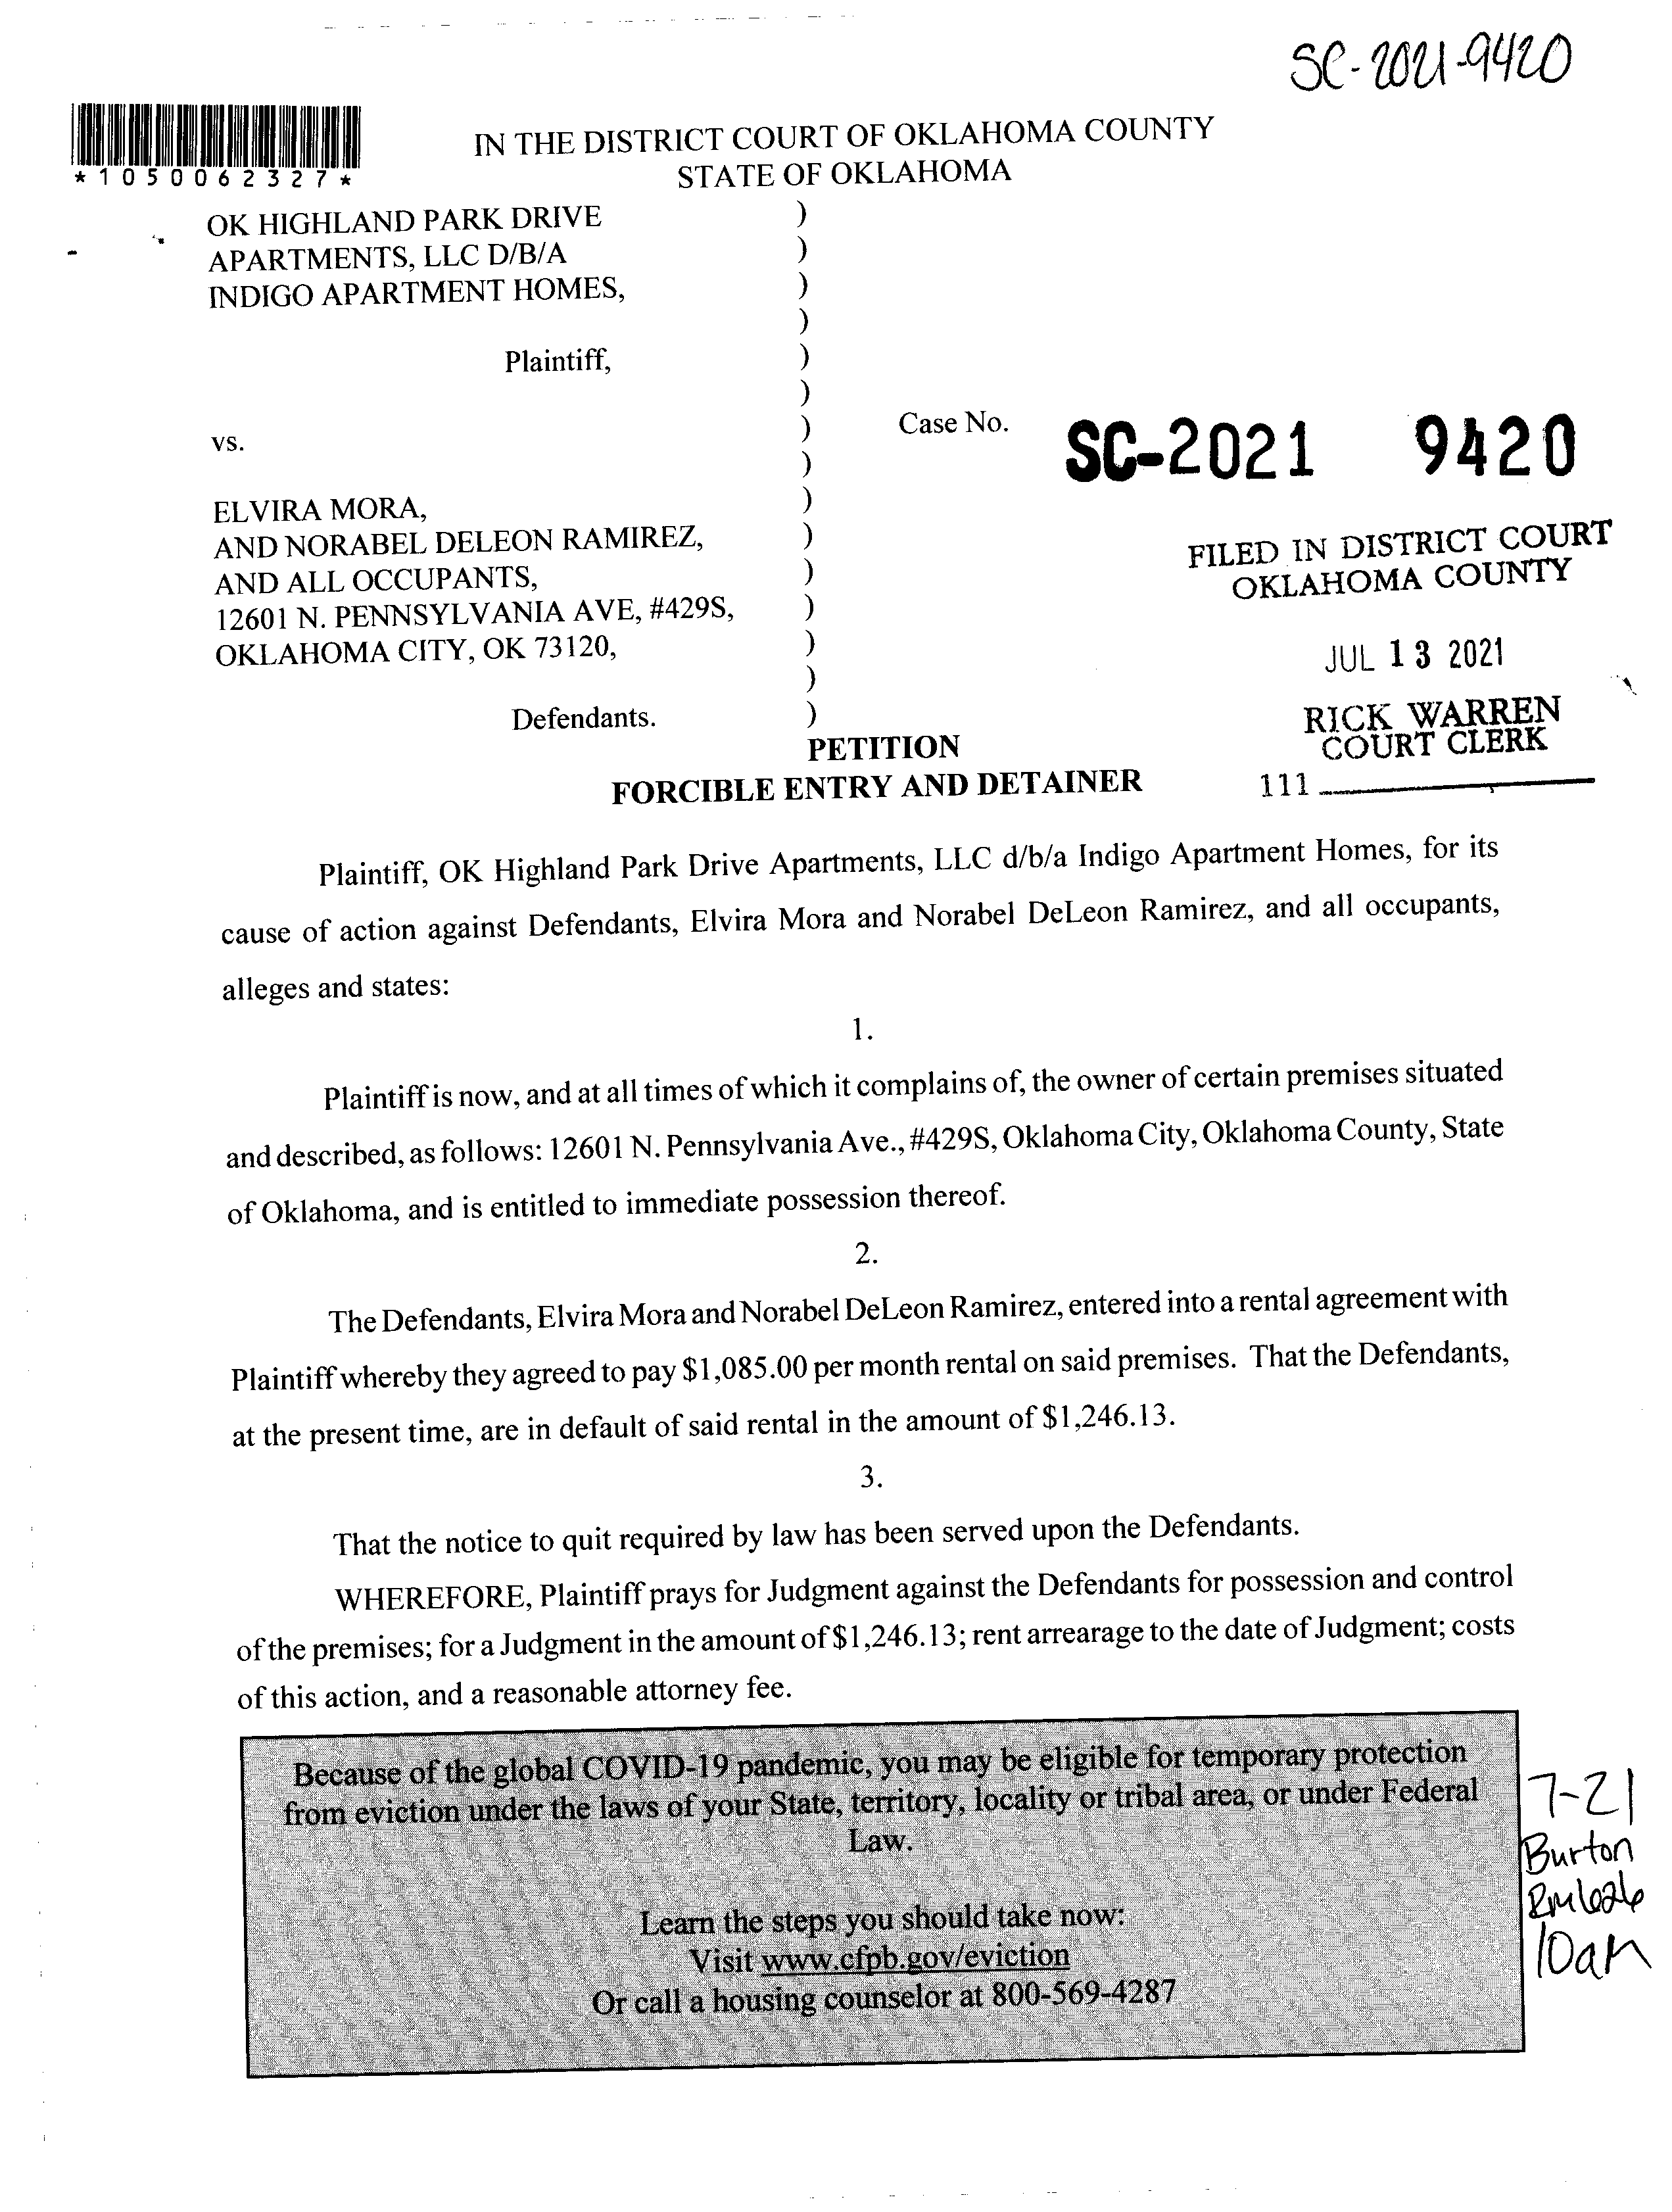 SC-2021-9420
*1050062327*
IN THE DISTRICT COURT OF OKLAHOMA COUNTY
STATE OF OKLAHOMA
OK HIGHLAND PARK DRIVE )
APARTMENTS, LLC D/B/A )
INDIGO APARTMENT HOMES, )
)
Plaintiff, )
)
vs. ) Case No. SC-2021 9420
)
ELVIRA MORA, )
AND NORABEL DELEON RAMIREZ, )
AND ALL OCCUPANTS, )
12601 N. PENNSYLVANIA AVE, #429S, )
OKLAHOMA CITY, OK 73120, )
)
Defendants. )
FILED IN DISTRICT COURT
OKLAHOMA COUNTY
JUL 13 2021
RICK WARREN
COURT CLERK
111
PETITION
FORCIBLE ENTRY AND DETAINER
Plaintiff, OK Highland Park Drive Apartments, LLC d/b/a Indigo Apartment Homes, for its
cause of action against Defendants, Elvira Mora and Norabel DeLeon Ramirez, and all occupants,
alleges and states:
1.
Plaintiff is now, and at all times of which it complains of, the owner of certain premises situated
and described, as follows: 12601 N. Pennsylvania Ave., #429S, Oklahoma City, Oklahoma County, State
of Oklahoma, and is entitled to immediate possession thereof.
2.
The Defendants, Elvira Mora and Norabel DeLeon Ramirez, entered into a rental agreement with
Plaintiff whereby they agreed to pay $1,085.00 per month rental on said premises. That the Defendants,
at the present time, are in default of said rental in the amount of $1,246.13.
3.
That the notice to quit required by law has been served upon the Defendants.
WHEREFORE, Plaintiff prays for Judgment against the Defendants for possession and control
of the premises; for a Judgment in the amount of $1,246.13; rent arrearage to the date of Judgment; costs
of this action, and a reasonable attorney fee.
Because of the global COVID-19 pandemic, you may be eligible for temporary protection
from eviction under the laws of your State, territory, locality or tribal area, or under Federal
Law.
Learn the steps you should take now:
Visit www.cfpb.gov/eviction
Or call a housing counselor at 800-569-4287
7-21
Burton
Rm 626
10am